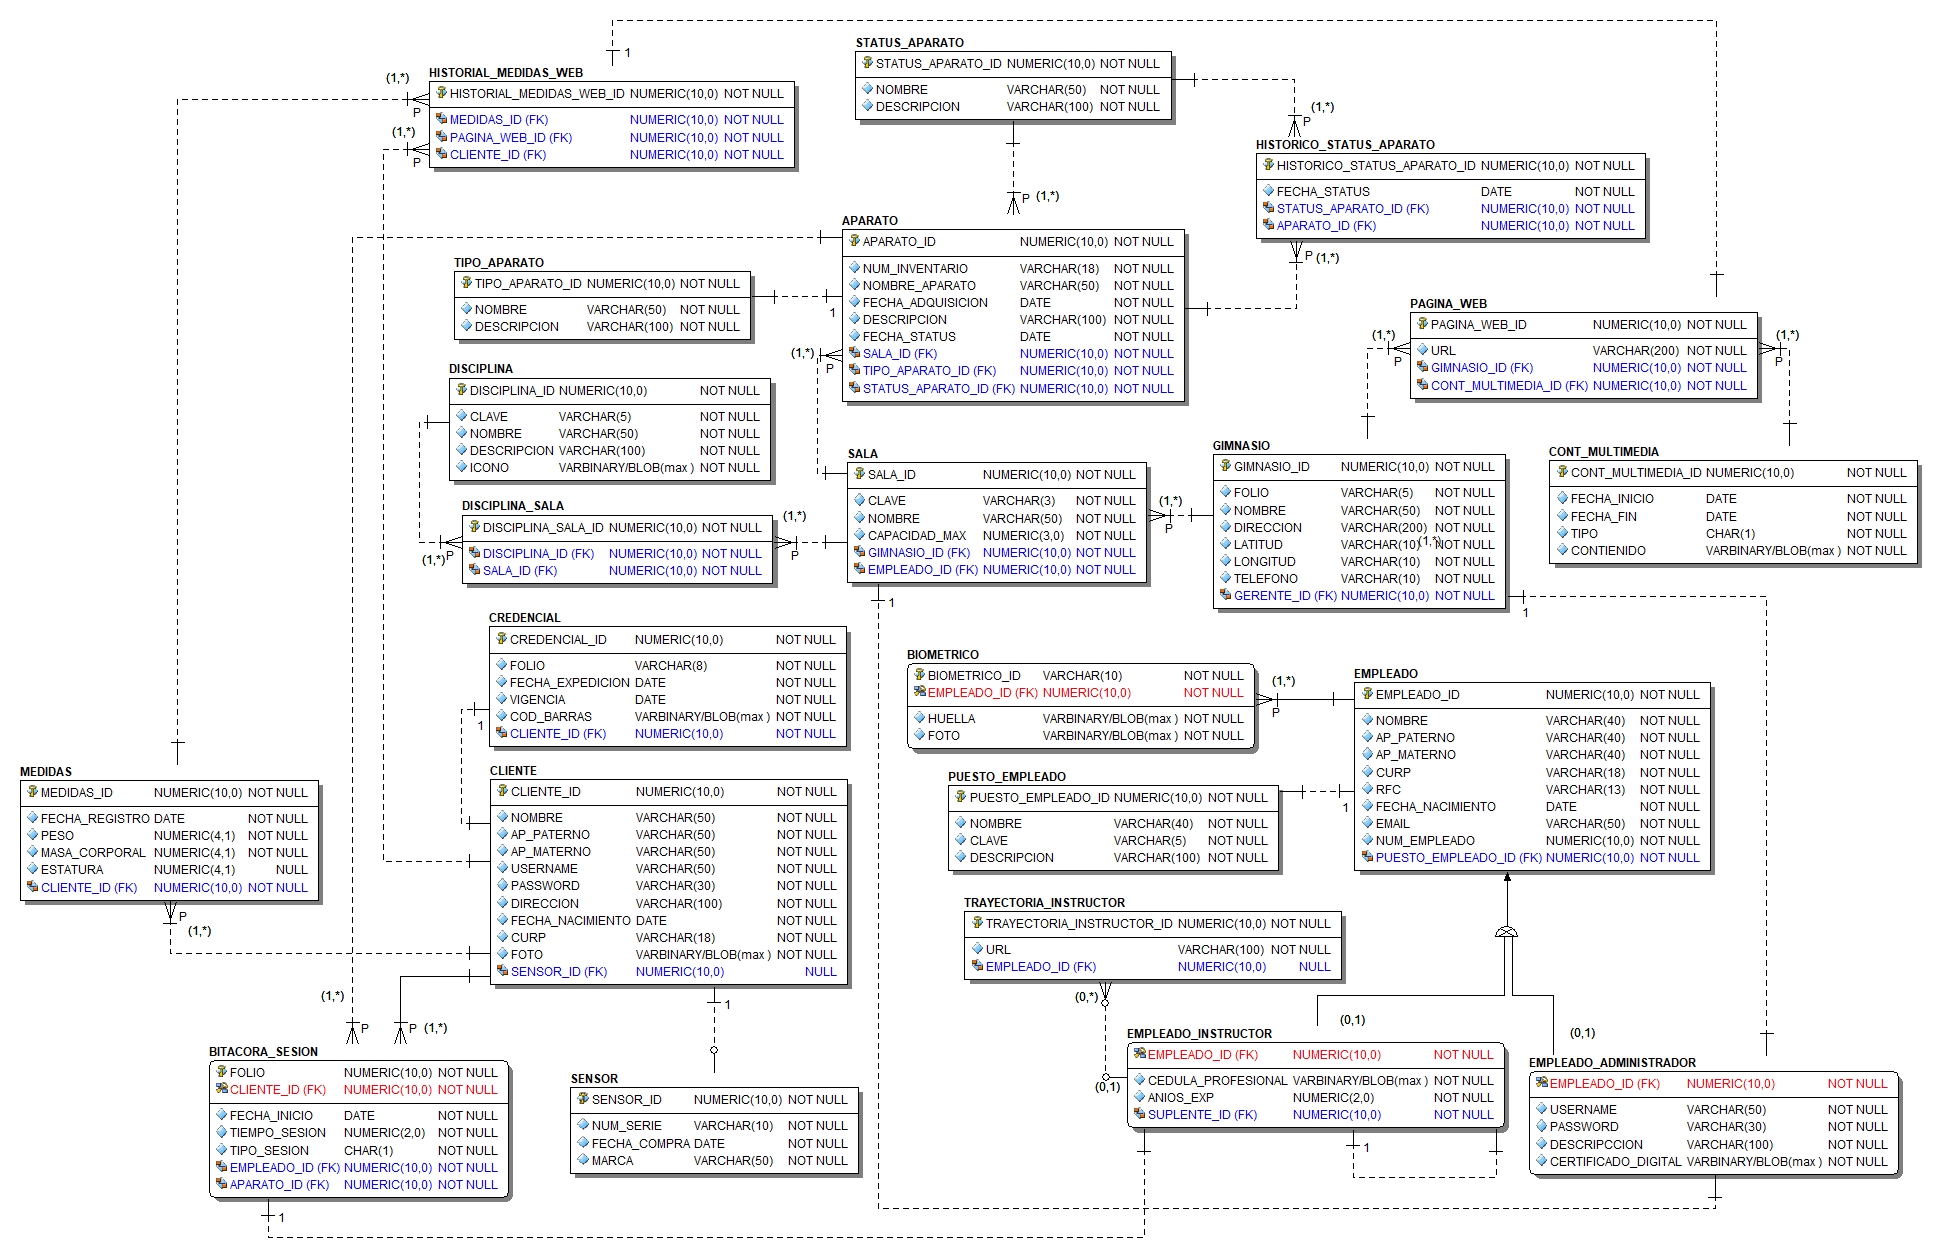 HISTORIAL_MEDIDAS_WEB
HISTORIAL_MEDIDAS_WEB_ID NUMERIC(10,0) NOT NULL
MEDIDAS_ID (FK) NUMERIC(10,0) NOT NULL
PAGINA_WEB_ID (FK) NUMERIC(10,0) NOT NULL
CLIENTE_ID (FK) NUMERIC(10,0) NOT NULL
(1,*)
P
(1,*)
P
1
STATUS_APARATO
STATUS_APARATO_ID NUMERIC(10,0) NOT NULL
NOMBRE VARCHAR(50) NOT NULL
DESCRIPCION VARCHAR(100) NOT NULL
(1,*)
P
P (1,*)
HISTORICO_STATUS_APARATO
HISTORICO_STATUS_APARATO_ID NUMERIC(10,0) NOT NULL
FECHA_STATUS DATE NOT NULL
STATUS_APARATO_ID (FK) NUMERIC(10,0) NOT NULL
APARATO_ID (FK) NUMERIC(10,0) NOT NULL
P (1,*)
APARATO
APARATO_ID NUMERIC(10,0) NOT NULL
NUM_INVENTARIO VARCHAR(18) NOT NULL
NOMBRE_APARATO VARCHAR(50) NOT NULL
FECHA_ADQUISICION DATE NOT NULL
DESCRIPCION VARCHAR(100) NOT NULL
FECHA_STATUS DATE NOT NULL
SALA_ID (FK) NUMERIC(10,0) NOT NULL
TIPO_APARATO_ID (FK) NUMERIC(10,0) NOT NULL
STATUS_APARATO_ID (FK) NUMERIC(10,0) NOT NULL
1
(1,*)
P
TIPO_APARATO
TIPO_APARATO_ID NUMERIC(10,0) NOT NULL
NOMBRE VARCHAR(50) NOT NULL
DESCRIPCION VARCHAR(100) NOT NULL
PAGINA_WEB
PAGINA_WEB_ID NUMERIC(10,0) NOT NULL
URL VARCHAR(200) NOT NULL
GIMNASIO_ID (FK) NUMERIC(10,0) NOT NULL
CONT_MULTIMEDIA_ID (FK) NUMERIC(10,0) NOT NULL
(1,*)
P
(1,*)
P
DISCIPLINA
DISCIPLINA_ID NUMERIC(10,0) NOT NULL
CLAVE VARCHAR(5) NOT NULL
NOMBRE VARCHAR(50) NOT NULL
DESCRIPCION VARCHAR(100) NOT NULL
ICONO VARBINARY/BLOB(max ) NOT NULL
DISCIPLINA_SALA
DISCIPLINA_SALA_ID NUMERIC(10,0) NOT NULL
DISCIPLINA_ID (FK) NUMERIC(10,0) NOT NULL
SALA_ID (FK) NUMERIC(10,0) NOT NULL
(1,*)
P
(1,*)
P
SALA
SALA_ID NUMERIC(10,0) NOT NULL
CLAVE VARCHAR(3) NOT NULL
NOMBRE VARCHAR(50) NOT NULL
CAPACIDAD_MAX NUMERIC(3,0) NOT NULL
GIMNASIO_ID (FK) NUMERIC(10,0) NOT NULL
EMPLEADO_ID (FK) NUMERIC(10,0) NOT NULL
1
(1,*)
P
GIMNASIO
GIMNASIO_ID NUMERIC(10,0) NOT NULL
FOLIO VARCHAR(5) NOT NULL
NOMBRE VARCHAR(50) NOT NULL
DIRECCION VARCHAR(200) NOT NULL
LATITUD VARCHAR(10) NOT NULL
(1,*)
LONGITUD VARCHAR(10) NOT NULL
TELEFONO VARCHAR(10) NOT NULL
GERENTE_ID (FK) NUMERIC(10,0) NOT NULL
1
CONT_MULTIMEDIA
CONT_MULTIMEDIA_ID NUMERIC(10,0) NOT NULL
FECHA_INICIO DATE NOT NULL
FECHA_FIN DATE NOT NULL
TIPO CHAR(1) NOT NULL
CONTIENIDO VARBINARY/BLOB(max ) NOT NULL
CREDENCIAL
CREDENCIAL_ID NUMERIC(10,0) NOT NULL
FOLIO VARCHAR(8) NOT NULL
FECHA_EXPEDICION DATE NOT NULL
VIGENCIA DATE NOT NULL
COD_BARRAS VARBINARY/BLOB(max ) NOT NULL
CLIENTE_ID (FK) NUMERIC(10,0) NOT NULL
1
BIOMETRICO
BIOMETRICO_ID VARCHAR(10) NOT NULL
EMPLEADO_ID (FK) NUMERIC(10,0) NOT NULL
HUELLA VARBINARY/BLOB(max ) NOT NULL
FOTO VARBINARY/BLOB(max ) NOT NULL
(1,*)
P
EMPLEADO
EMPLEADO_ID NUMERIC(10,0) NOT NULL
NOMBRE VARCHAR(40) NOT NULL
AP_PATERNO VARCHAR(40) NOT NULL
AP_MATERNO VARCHAR(40) NOT NULL
CURP VARCHAR(18) NOT NULL
RFC VARCHAR(13) NOT NULL
FECHA_NACIMIENTO DATE NOT NULL
EMAIL VARCHAR(50) NOT NULL
NUM_EMPLEADO NUMERIC(10,0) NOT NULL
PUESTO_EMPLEADO_ID (FK) NUMERIC(10,0) NOT NULL
1
PUESTO_EMPLEADO
PUESTO_EMPLEADO_ID NUMERIC(10,0) NOT NULL
NOMBRE VARCHAR(40) NOT NULL
CLAVE VARCHAR(5) NOT NULL
DESCRIPCION VARCHAR(100) NOT NULL
MEDIDAS
MEDIDAS_ID NUMERIC(10,0) NOT NULL
FECHA_REGISTRO DATE NOT NULL
PESO NUMERIC(4,1) NOT NULL
MASA_CORPORAL NUMERIC(4,1) NOT NULL
ESTATURA NUMERIC(4,1) NULL
CLIENTE_ID (FK) NUMERIC(10,0) NOT NULL
P
(1,*)
CLIENTE
CLIENTE_ID NUMERIC(10,0) NOT NULL
NOMBRE VARCHAR(50) NOT NULL
AP_PATERNO VARCHAR(50) NOT NULL
AP_MATERNO VARCHAR(50) NOT NULL
USERNAME VARCHAR(50) NOT NULL
PASSWORD VARCHAR(30) NOT NULL
DIRECCION VARCHAR(100) NOT NULL
FECHA_NACIMIENTO DATE NOT NULL
CURP VARCHAR(18) NOT NULL
FOTO VARBINARY/BLOB(max ) NOT NULL
SENSOR_ID (FK) NUMERIC(10,0) NULL
1
TRAYECTORIA_INSTRUCTOR
TRAYECTORIA_INSTRUCTOR_ID NUMERIC(10,0) NOT NULL
URL VARCHAR(100) NOT NULL
EMPLEADO_ID (FK) NUMERIC(10,0) NULL
(0,*)
(0,1)
(0,1)
(0,1)
EMPLEADO_INSTRUCTOR
EMPLEADO_ID (FK) NUMERIC(10,0) NOT NULL
CEDULA_PROFESIONAL VARBINARY/BLOB(max ) NOT NULL
ANIOS_EXP NUMERIC(2,0) NOT NULL
SUPLENTE_ID (FK) NUMERIC(10,0) NOT NULL
1
EMPLEADO_ADMINISTRADOR
EMPLEADO_ID (FK) NUMERIC(10,0) NOT NULL
USERNAME VARCHAR(50) NOT NULL
PASSWORD VARCHAR(30) NOT NULL
DESCRIPCCION VARCHAR(100) NOT NULL
CERTIFICADO_DIGITAL VARBINARY/BLOB(max ) NOT NULL
(1,*)
P
P (1,*)
BITACORA_SESION
FOLIO NUMERIC(10,0) NOT NULL
CLIENTE_ID (FK) NUMERIC(10,0) NOT NULL
FECHA_INICIO DATE NOT NULL
TIEMPO_SESION NUMERIC(2,0) NOT NULL
TIPO_SESION CHAR(1) NOT NULL
EMPLEADO_ID (FK) NUMERIC(10,0) NOT NULL
APARATO_ID (FK) NUMERIC(10,0) NOT NULL
1
SENSOR
SENSOR_ID NUMERIC(10,0) NOT NULL
NUM_SERIE VARCHAR(10) NOT NULL
FECHA_COMPRA DATE NOT NULL
MARCA VARCHAR(50) NOT NULL